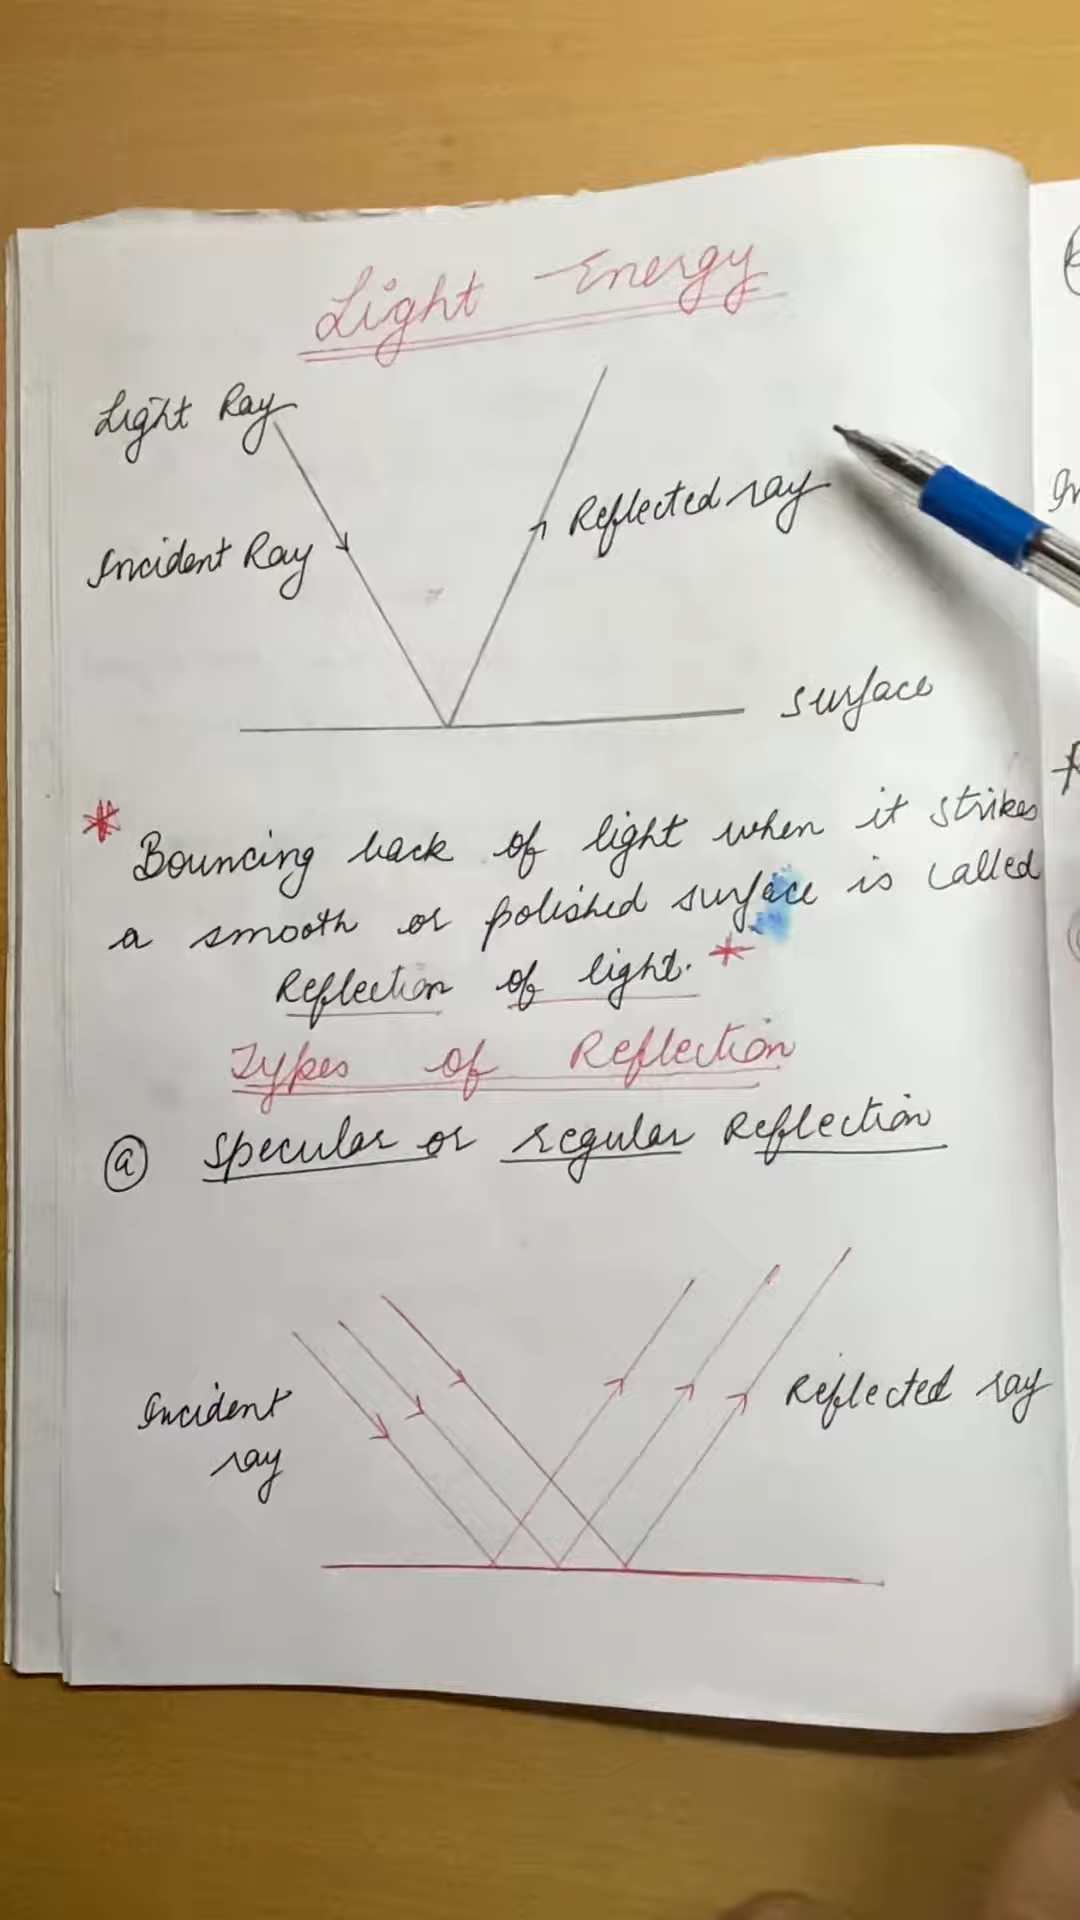 Light Energy
Light Ray
Incident Ray
Reflected ray
surface
* Bouncing back of light when it strikes
a smooth or polished surface is called
Reflection of light. *
Types of Reflection
(a) Specular or regular Reflection
Incident
ray
Reflected ray